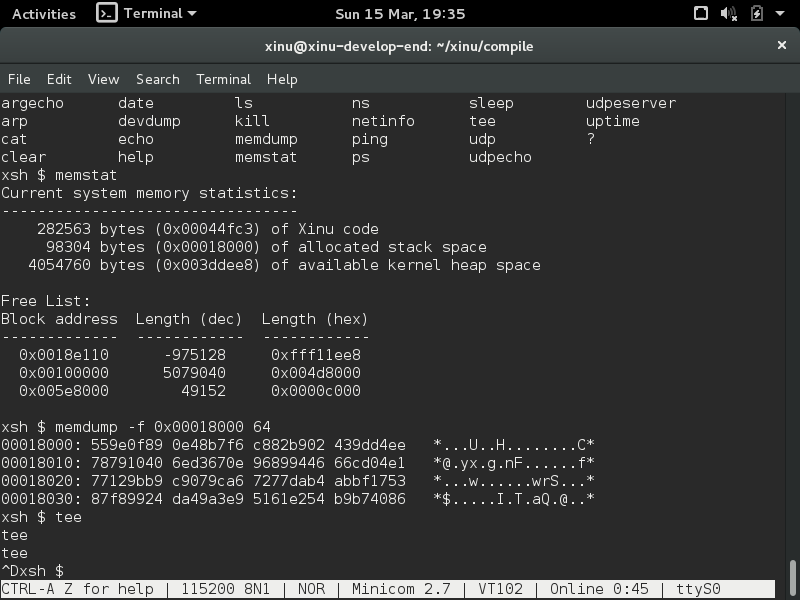 Activities Terminal Sun 15 Mar, 19:35
xinu@xinu-develop-end: ~/xinu/compile
File Edit View Search Terminal Help
argecho date ls ns sleep udpeserver
arp devdump kill netinfo tee uptime
cat echo memdump ping udp ?
clear help memstat ps udpecho
xsh $ memstat
Current system memory statistics:
---------------------------------
282563 bytes (0x00044fc3) of Xinu code
98304 bytes (0x00018000) of allocated stack space
4054760 bytes (0x003ddee8) of available kernel heap space
Free List:
Block address Length (dec) Length (hex)
------------- ------------ ------------
0x0018e110 -975128 0xfff11ee8
0x00100000 5079040 0x004d8000
0x005e8000 49152 0x0000c000
xsh $ memdump -f 0x00018000 64
00018000: 559e0f89 0e48b7f6 c882b902 439dd4ee *...U..H........C*
00018010: 78791040 6ed3670e 96899446 66cd04e1 *@.yx.g.nF......f*
00018020: 77129bb9 c9079ca6 7277dab4 abbf1753 *...w......wrS...*
00018030: 87f89924 da49a3e9 5161e254 b9b74086 *$.....I.T.aQ.@..*
xsh $ tee
tee
tee
^Dxsh $
CTRL-A Z for help | 115200 8N1 | NOR | Minicom 2.7 | VT102 | Online 0:45 | ttyS0